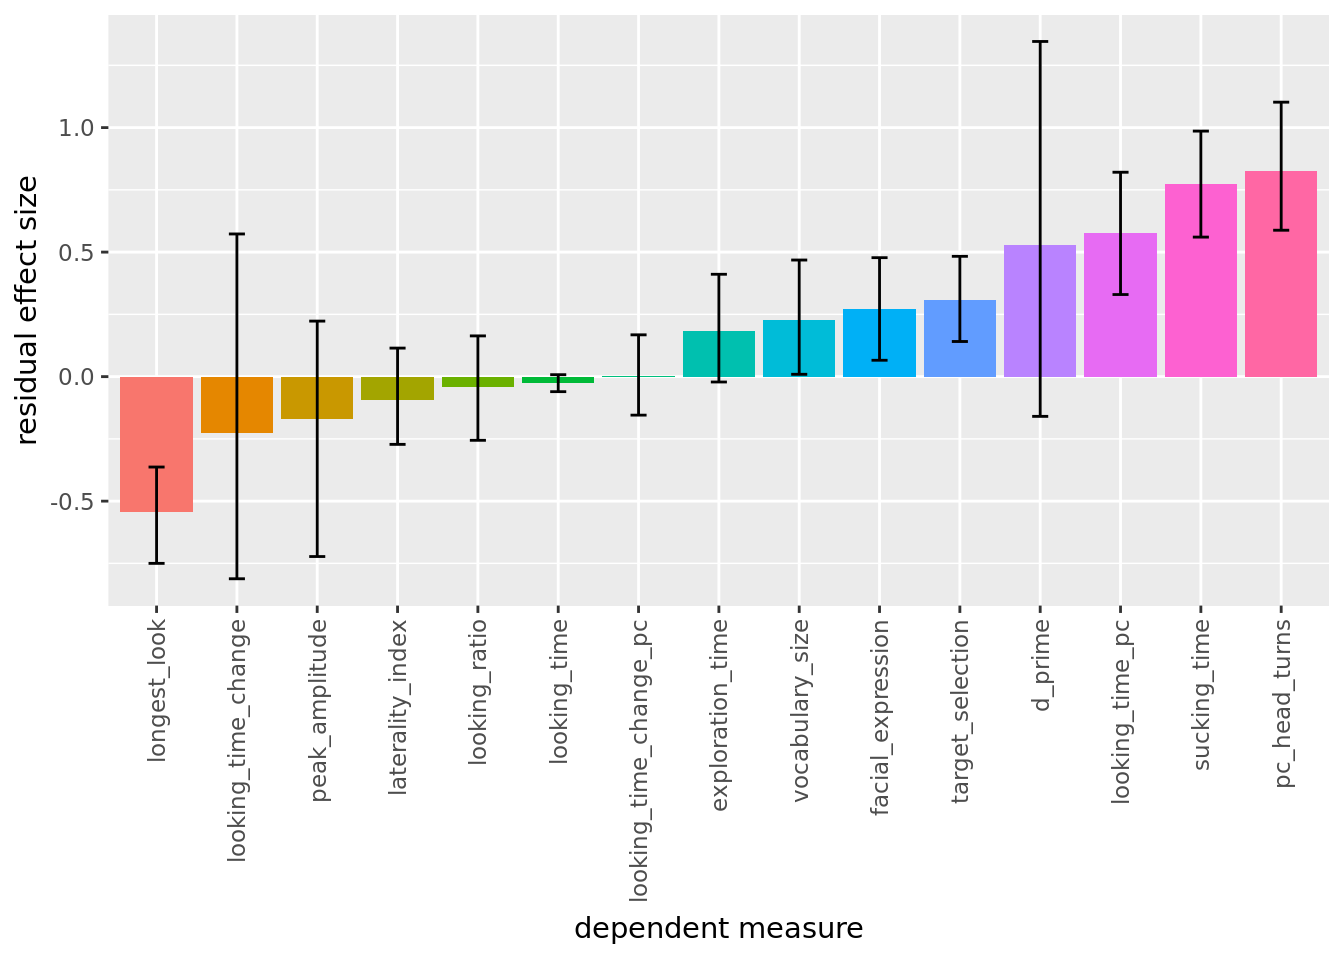 residual effect size
1.0
0.5
0.0
-0.5
longest_look
looking_time_change
peak_amplitude
laterality_index
looking_ratio
looking_time
looking_time_change_pc
exploration_time
vocabulary_size
facial_expression
target_selection
d_prime
looking_time_pc
sucking_time
pc_head_turns
dependent measure